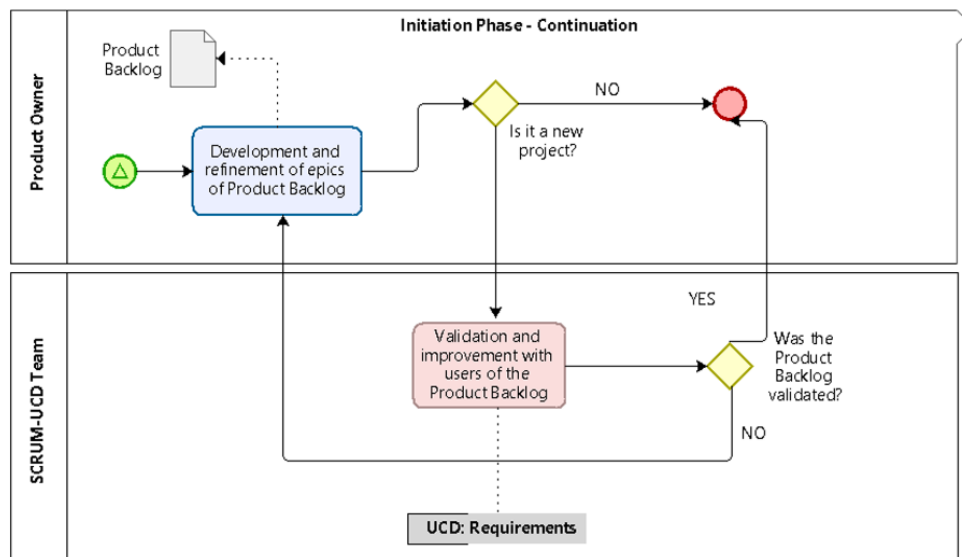 Initiation Phase - Continuation
Product Owner
Product
Backlog
Development and
refinement of epics
of Product Backlog
NO
Is it a new
project?
SCRUM-UCD Team
YES
Validation and
improvement with
users of the
Product Backlog
Was the
Product
Backlog
validated?
NO
UCD: Requirements